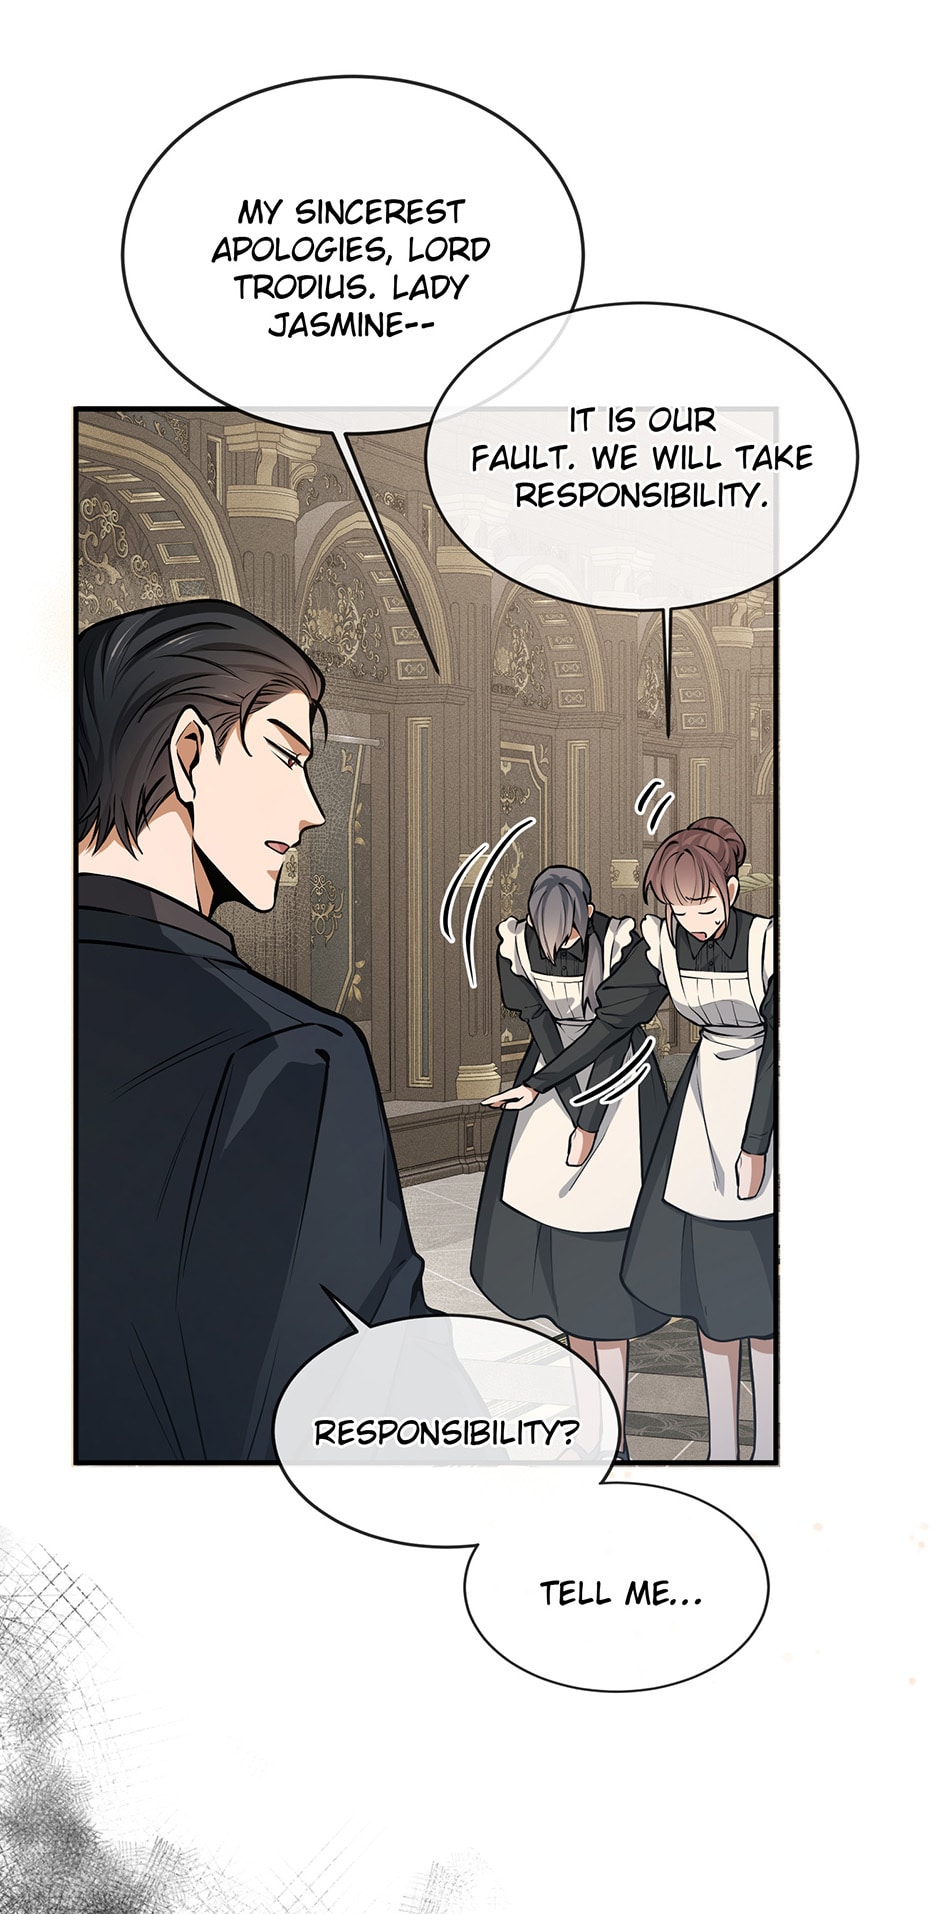 MY SINCEREST
APOLOGIES, LORD
TRODIUS. LADY
JASMINE--
IT IS OUR
FAULT. WE WILL TAKE
RESPONSIBILITY.
RESPONSIBILITY?
TELL ME...